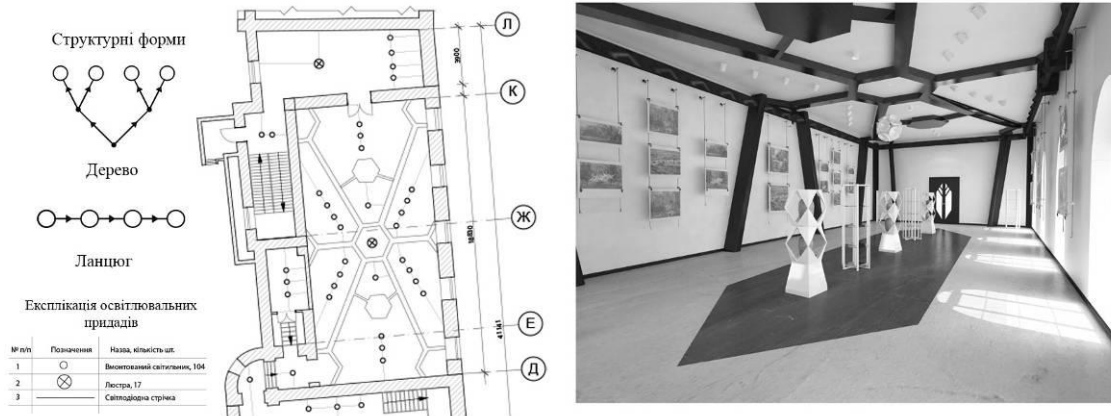 Структурні форми
Дерево
Ланцюг
Експлікація освітлювальних
придадів
№ п/п Позначення Назва, кількість шт.
1 Вмонтований світильник, 104
2 Люстра, 17
3 Світлодіодна стрічка
Л
3900
К
Ж
18100
Е
41141
Д